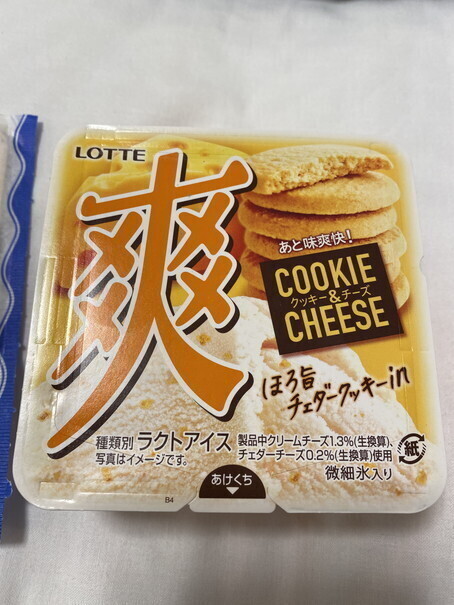 LOTTE
爽
あと味爽快!
COOKIE
クッキー&チーズ
CHEESE
ほろ旨
チェダークッキーin
種類別 ラクトアイス
写真はイメージです。
製品中クリームチーズ1.3%(生換算)、
チェダーチーズ0.2%(生換算)使用
微細氷入り
紙
あけくち
B4